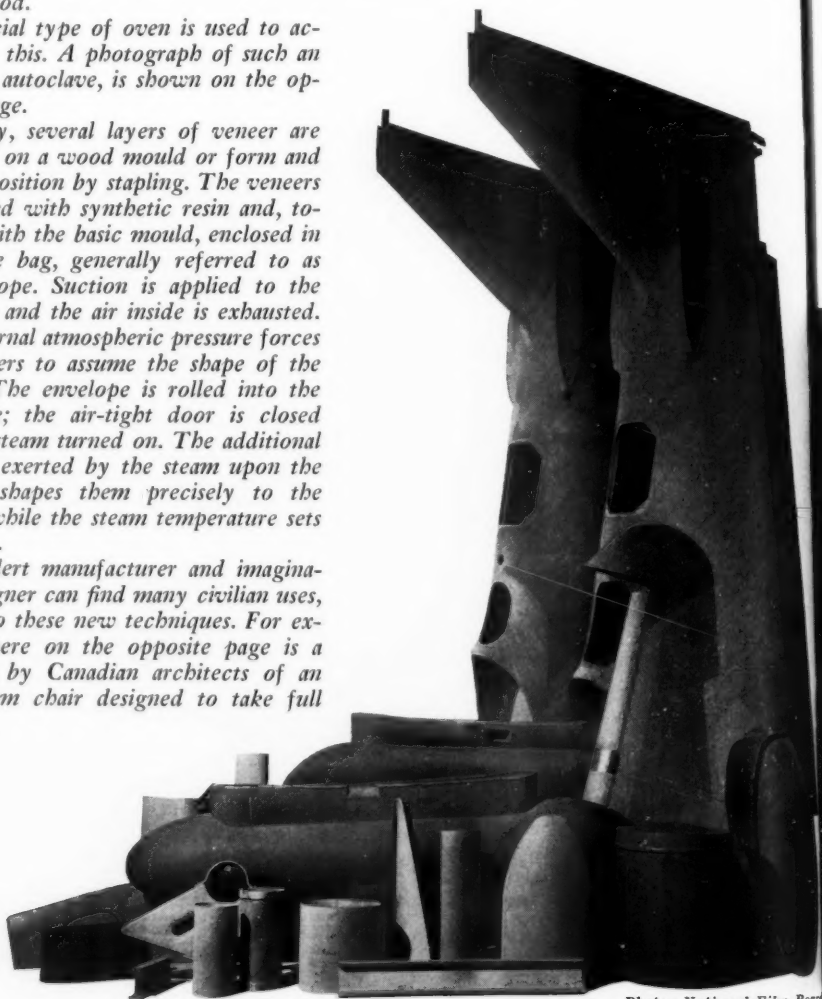 od.
cial type of oven is used to ac-
this. A photograph of such an
autoclave, is shown on the op-
ge.
y, several layers of veneer are
on a wood mould or form and
osition by stapling. The veneers
d with synthetic resin and, to-
ith the basic mould, enclosed in
e bag, generally referred to as
ope. Suction is applied to the
and the air inside is exhausted.
rnal atmospheric pressure forces
ers to assume the shape of the
The envelope is rolled into the
; the air-tight door is closed
team turned on. The additional
exerted by the steam upon the
shapes them precisely to the
while the steam temperature sets
lert manufacturer and imagina-
gner can find many civilian uses,
o these new techniques. For ex-
ere on the opposite page is a
by Canadian architects of an
m chair designed to take full
Photo: National Film Board